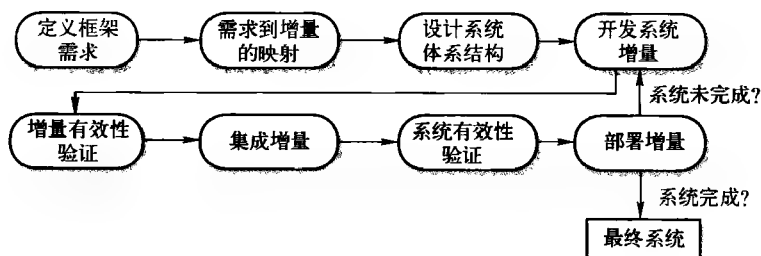 定义框架
需求
需求到增量
的映射
设计系统
体系结构
开发系统
增量
系统未完成?
增量有效性
验证
集成增量
系统有效性
验证
部署增量
系统完成?
最终系统